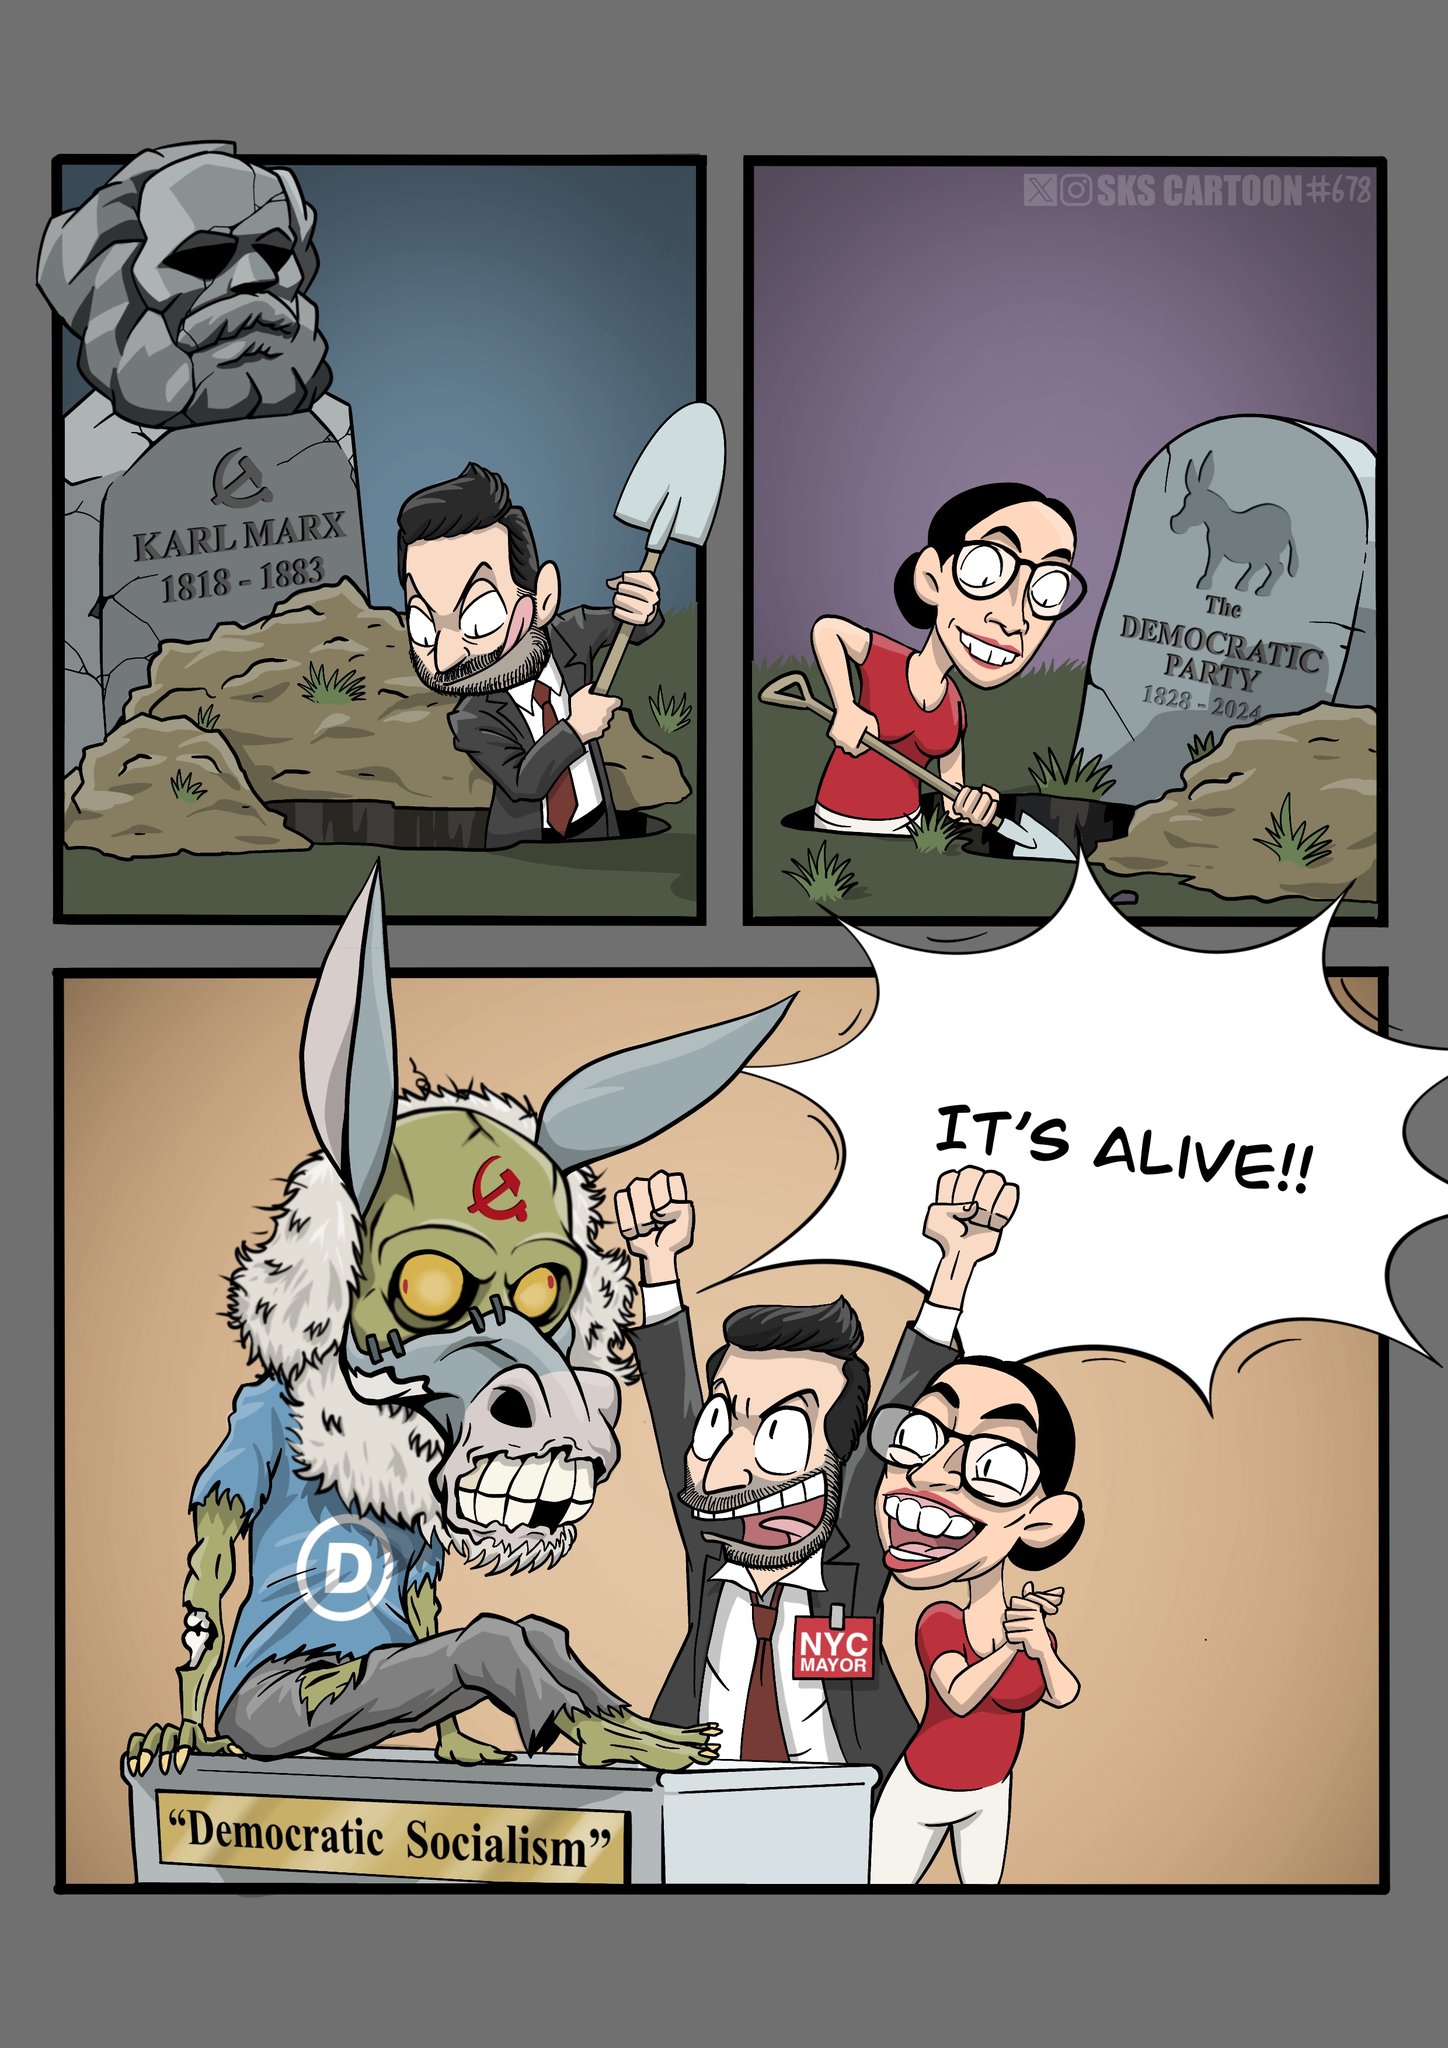 KARL MARX
1818 - 1883
SKS CARTOON #678
The
DEMOCRATIC
PARTY
1828 - 2024
IT'S ALIVE!!
D
NYC
MAYOR
“Democratic Socialism”